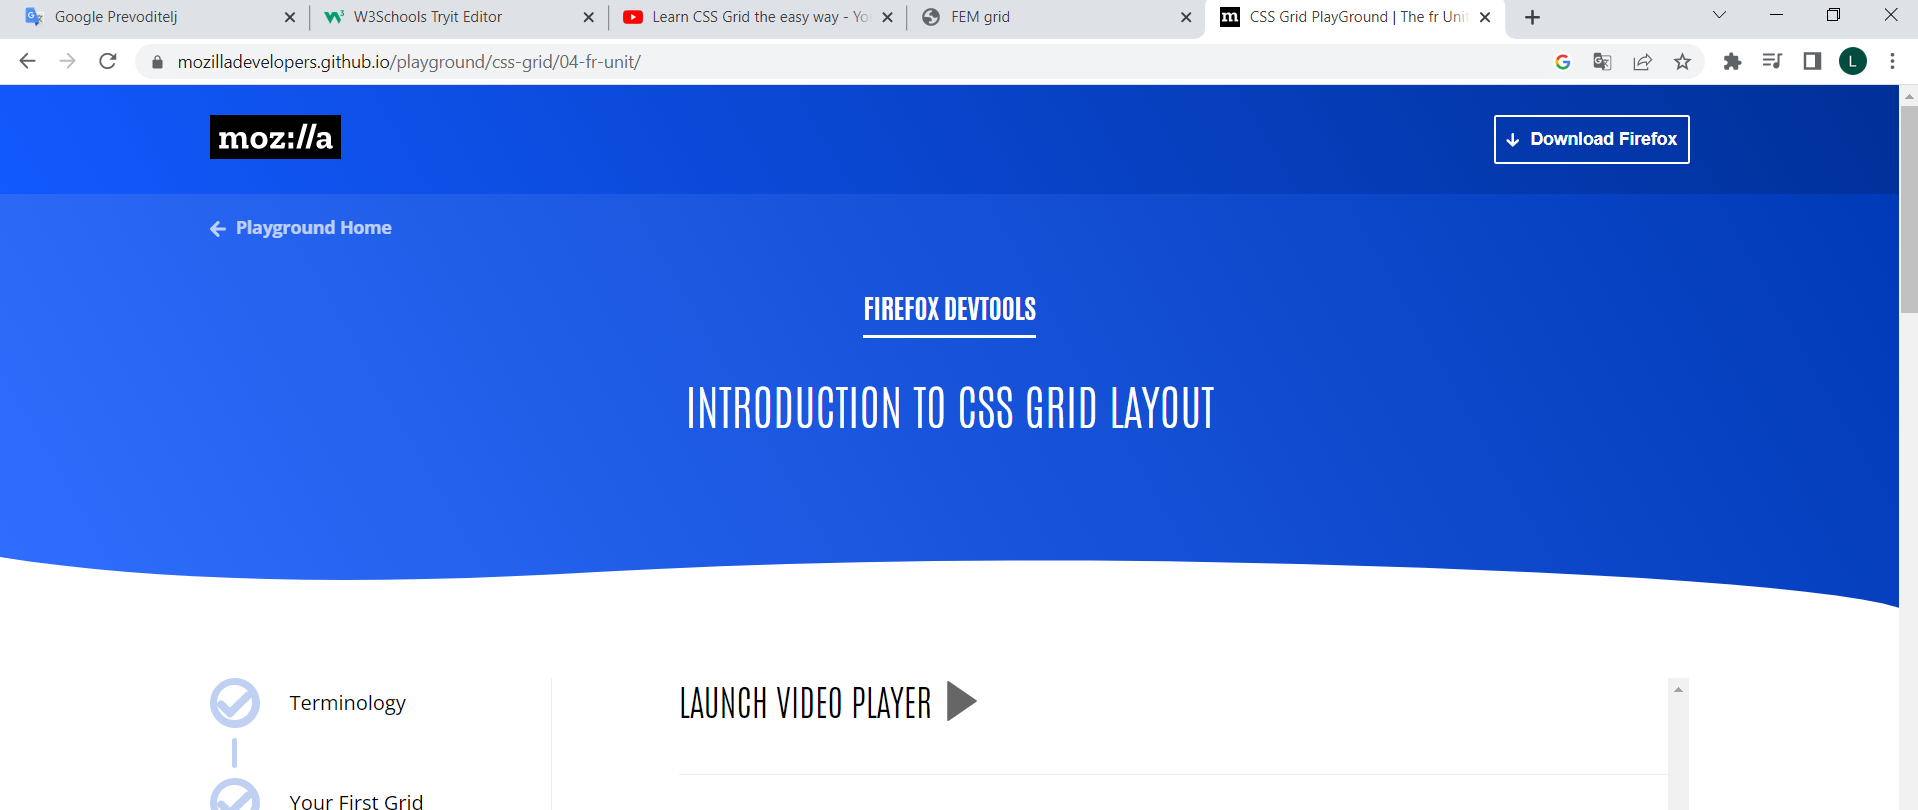 Google Prevoditelj
W3Schools Tryit Editor
Learn CSS Grid the easy way - Yo
FEM grid
CSS Grid PlayGround | The fr Unit
mozilladevelopers.github.io/playground/css-grid/04-fr-unit/
L
moz://a
Download Firefox
Playground Home
FIREFOX DEVTOOLS
INTRODUCTION TO CSS GRID LAYOUT
Terminology
LAUNCH VIDEO PLAYER
Your First Grid